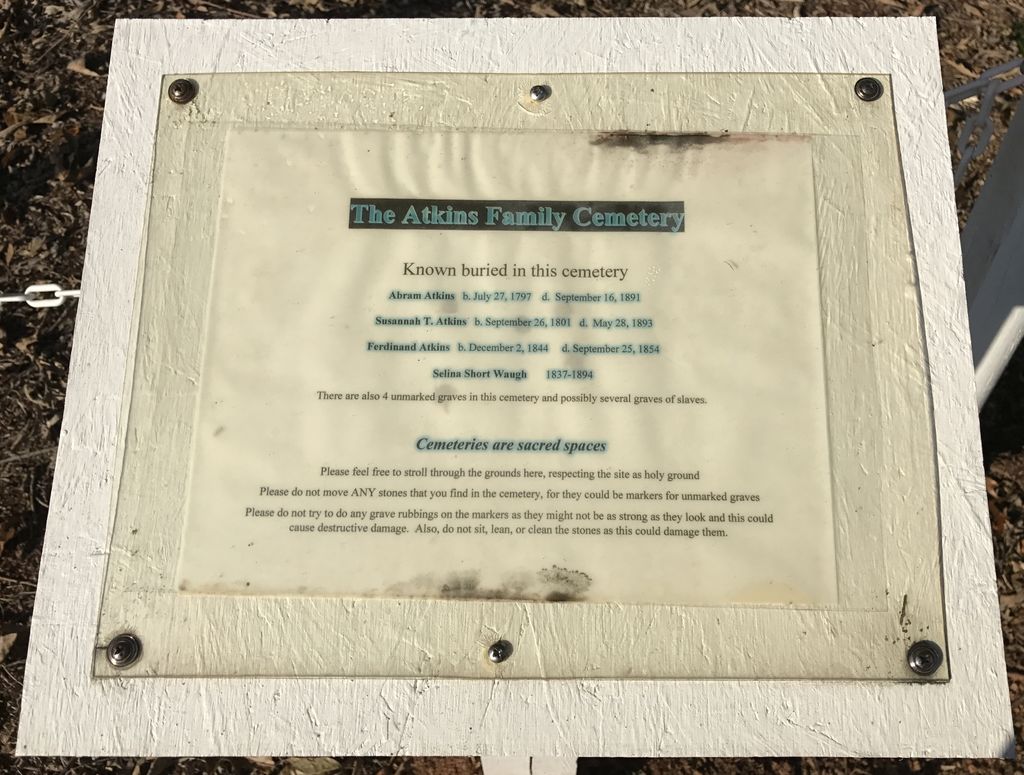 The Atkins Family Cemetery
Known buried in this cemetery
Abram Atkins b. July 27, 1797 d. September 16, 1891
Susannah T. Atkins b. September 26, 1801 d. May 28, 1893
Ferdinand Atkins b. December 2, 1844 d. September 25, 1854
Selina Short Waugh 1837-1894
There are also 4 unmarked graves in this cemetery and possibly several graves of slaves.
Cemeteries are sacred spaces
Please feel free to stroll through the grounds here, respecting the site as holy ground
Please do not move ANY stones that you find in the cemetery, for they could be markers for unmarked graves
Please do not try to do any grave rubbings on the markers as they might not be as strong as they look and this could
cause destructive damage. Also, do not sit, lean, or clean the stones as this could damage them.